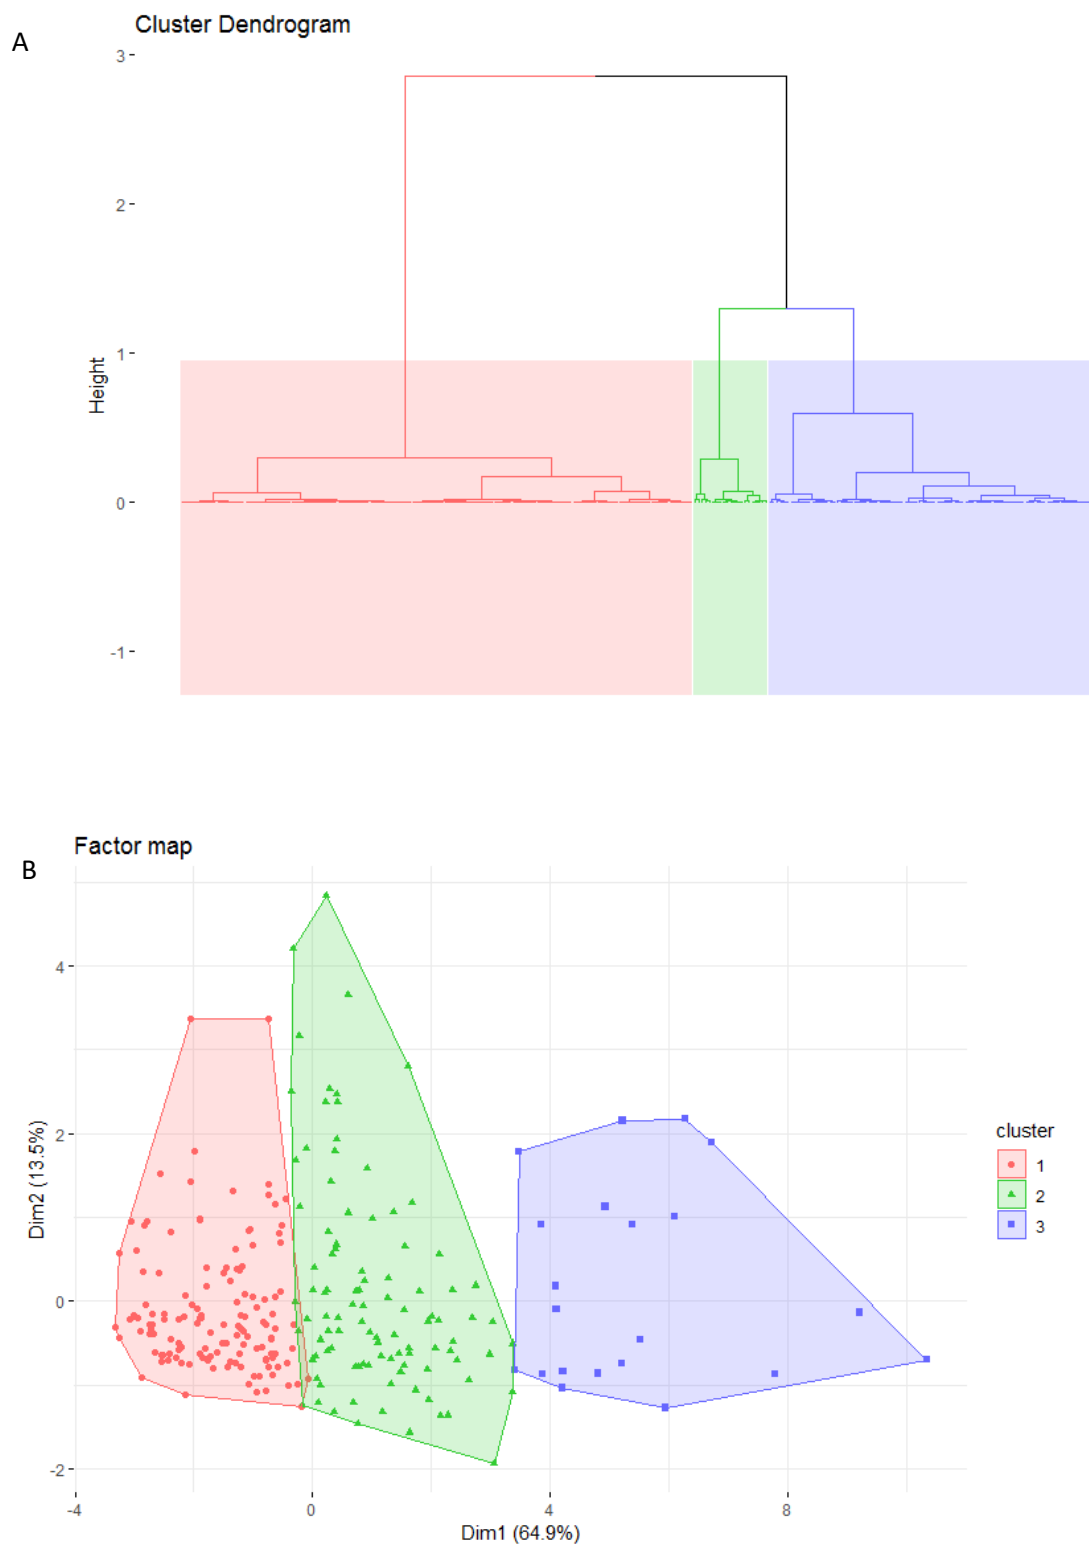 Cluster Dendrogram
A
3
2
1
0
-1
Height
Factor map
B
4
2
0
-2
Dim2 (13.5%)
-4
0
4
8
Dim1 (64.9%)
cluster
1
2
3